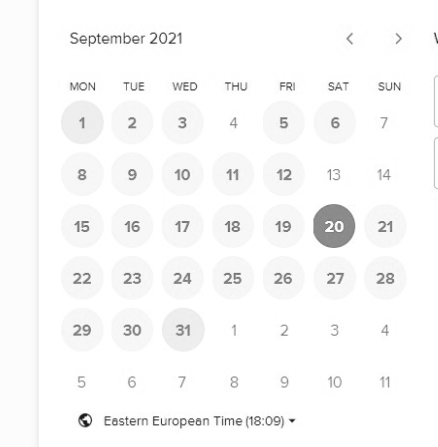 September 2021
MON TUE WED THU FRI SAT SUN
1 2 3 4 5 6 7
8 9 10 11 12 13 14
15 16 17 18 19 20 21
22 23 24 25 26 27 28
29 30 31 1 2 3 4
5 6 7 8 9 10 11
Eastern European Time (18:09)